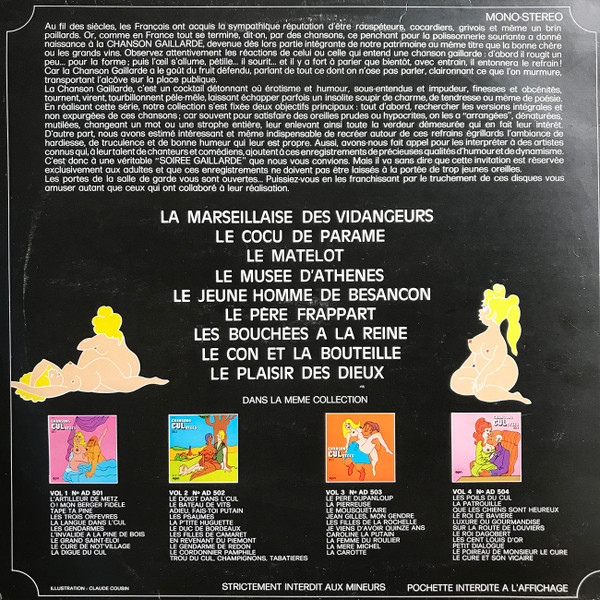 MONO-STEREO
Au fil des siècles, les Français ont acquis la sympathique réputation d'être rouspéteurs, cocardiers, grivois et même un brin
paillards. Or, comme en France tout se termine, dit-on, par des chansons, ce penchant pour la polissonnerie souriante a donné
naissance à la CHANSON GAILLARDE, devenue dès lors partie intégrante de notre patrimoine au même titre que la bonne chère
ou les grands vins. Observez attentivement les réactions de celui ou celle qui entend une chanson gaillarde : d'abord il rougit un
peu... pour la forme; puis l'œil s'allume, pétille... il sourit... et il y a fort à parier que bientôt, avec entrain, il entonnera le refrain !
Car la Chanson Gaillarde a le goût du fruit défendu, parlant de tout ce dont on n'ose pas parler, claironnant ce que l'on murmure,
transportant l'alcôve sur la place publique.
La Chanson Gaillarde, c'est un cocktail détonnant où érotisme et humour, sous-entendus et impudeur, finesses et obcénités,
tournent, virent, tourbillonnent pêle-mêle, laissant échapper parfois un insolite soupir de charme, de tendresse ou même de poésie.
En réalisant cette série, notre collection s'est fixée deux objectifs principaux : tout d'abord, rechercher les versions intégrales et
non expurgées de ces chansons; car souvent pour satisfaire des oreilles prudes ou hypocrites, on les a "arrangées", dénaturées,
mutilées, changeant un mot ou une strophe entière, leur enlevant ainsi toute la verdeur démesurée qui en fait leur intérêt.
D'autre part, nous avons estimé intéressant et même indispensable de recréer autour de ces refrains égrillards l'ambiance de
hardiesse, de truculence et de bonne humeur qui leur est propre. Aussi, avons-nous fait appel pour les interpréter à des artistes
connus qui, à leur talent de chanteurs et comédiens, ajoutent à ces enregistrements de précieuses qualités d'humour et de dynamisme.
C'est donc à une véritable "SOIREE GAILLARDE" que nous vous convions. Mais il va sans dire que cette invitation est réservée
exclusivement aux adultes et que ces enregistrements ne doivent pas être laissés à la portée de trop jeunes oreilles.
Les portes de la salle de garde vous sont ouvertes... Puissiez-vous en les franchissant par le truchement de ces disques vous
amuser autant que ceux qui ont collaboré à leur réalisation.
LA MARSEILLAISE DES VIDANGEURS
LE COCU DE PARAME
LE MATELOT
LE MUSEE D'ATHENES
LE JEUNE HOMME DE BESANCON
LE PÈRE FRAPPART
LES BOUCHÉES A LA REINE
LE CON ET LA BOUTEILLE
LE PLAISIR DES DIEUX
DANS LA MEME COLLECTION
CHANSONS
CUL
CHANSONS
CUL
CHANSONS
CUL
CHANSONS
CUL
VOL 1 Nº AD 501
L'ARTILLEUR DE METZ
O ! MON BERGER FIDÈLE
TAPE TA PINE
LES TROIS ORFEVRES
LA LANGUE DANS L'CUL
LES GENDARMES
L'INVALIDE A LA PINE DE BOIS
LE GRAND SAINT-ELOI
LE CURE DE NOT'VILLAGE
LA DIGUE DU CUL
VOL 2 Nº AD 502
LE DOIGT DANS L'CUL
LE BATEAU DE VITS
ADIEU, FAIS-TOI PUTAIN
LES PSAUMES
LA P'TITE HUGUETTE
LE DUC DE BORDEAUX
LES FILLES DE CAMARET
EN REVENANT DU PIEMONT
LE GENDARME DE REDON
LE CORDONNIER PAMPHILE
TROU DU CUL, CHAMPIGNONS, TABATIERES
VOL 3 Nº AD 503
LE PERE DUPANLOUP
LA PERREUSE
LE MOUSQUETAIRE
JEAN GILLES, MON GENDRE
LES FILLES DE LA ROCHELLE
JE VIENS D'AVOIR QUINZE ANS
CAROLINE LA PUTAIN
LA FEMME DU ROULIER
LA MERE MICHEL
LA CAROTTE
VOL 4 Nº AD 504
LES POILS DU CUL
LA PATROUILLE
QUE LES CHIENS SONT HEUREUX
LE ROI DE BAVIERE
LUXURE OU GOURMANDISE
SUR LA ROUTE DE LOUVIERS
LE ROI DAGOBERT
LES CENT LOUIS D'OR
PETIT DIALOGUE
LE POIREAU DE MONSIEUR LE CURE
LE CURE ET SON VICAIRE
ILLUSTRATION - CLAUDE COUSIN
STRICTEMENT INTERDIT AUX MINEURS
POCHETTE INTERDITE A L'AFFICHAGE